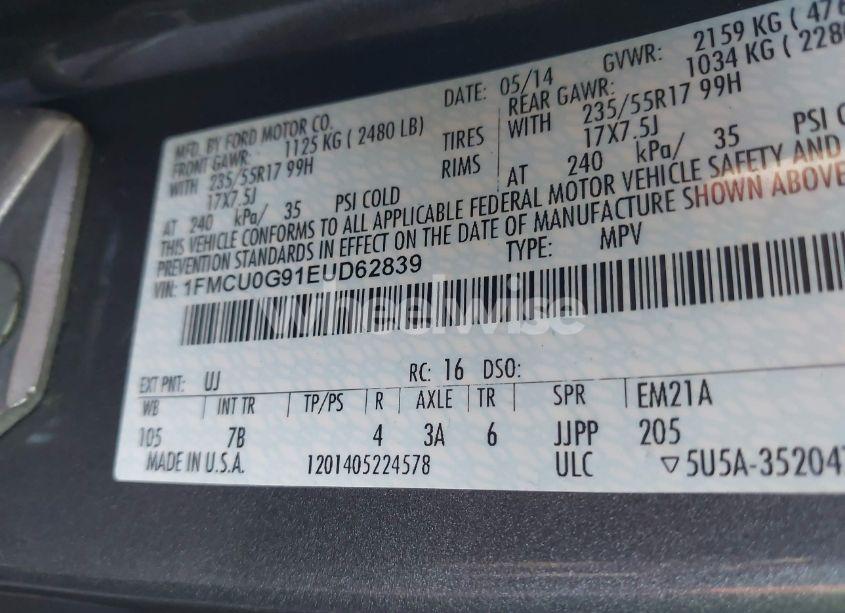 MFD. BY FORD MOTOR CO.
DATE: 05/14
GVWR: 2159 KG (
FRONT GAWR: 1125 KG ( 2480 LB)
REAR GAWR: 1034 KG (
WITH 235/55R17 99H
TIRES
WITH 235/55R17 99H
17X7.5J
RIMS
17X7.5J
AT 240 kPa/ 35 PSI COLD
AT 240 kPa/ 35 PSI
THIS VEHICLE CONFORMS TO ALL APPLICABLE FEDERAL MOTOR VEHICLE SAFETY AND
PREVENTION STANDARDS IN EFFECT ON THE DATE OF MANUFACTURE SHOWN ABOVE
VIN: 1FMCU0G91EUD62839
TYPE: MPV
wheelwise
EXT PNT: UJ RC: 16 DSO:
WB INT TR TP/PS R AXLE TR SPR EM21A
105 7B 4 3A 6 JJPP 205
MADE IN U.S.A. 1201405224578 ULC ▽5U5A-35204